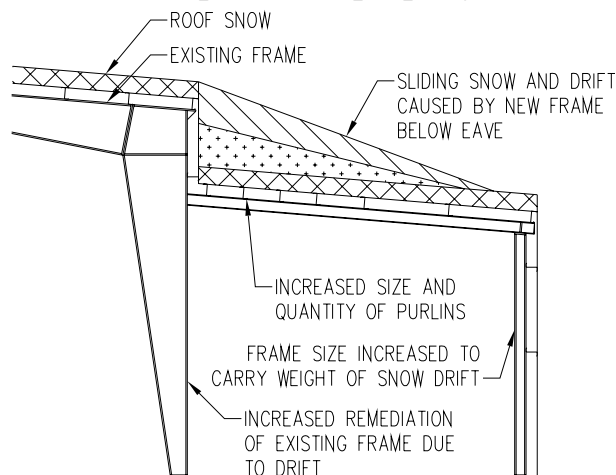 ROOF SNOW
EXISTING FRAME
SLIDING SNOW AND DRIFT
CAUSED BY NEW FRAME
BELOW EAVE
INCREASED SIZE AND
QUANTITY OF PURLINS
FRAME SIZE INCREASED TO
CARRY WEIGHT OF SNOW DRIFT
INCREASED REMEDIATION
OF EXISTING FRAME DUE
TO DRIFT